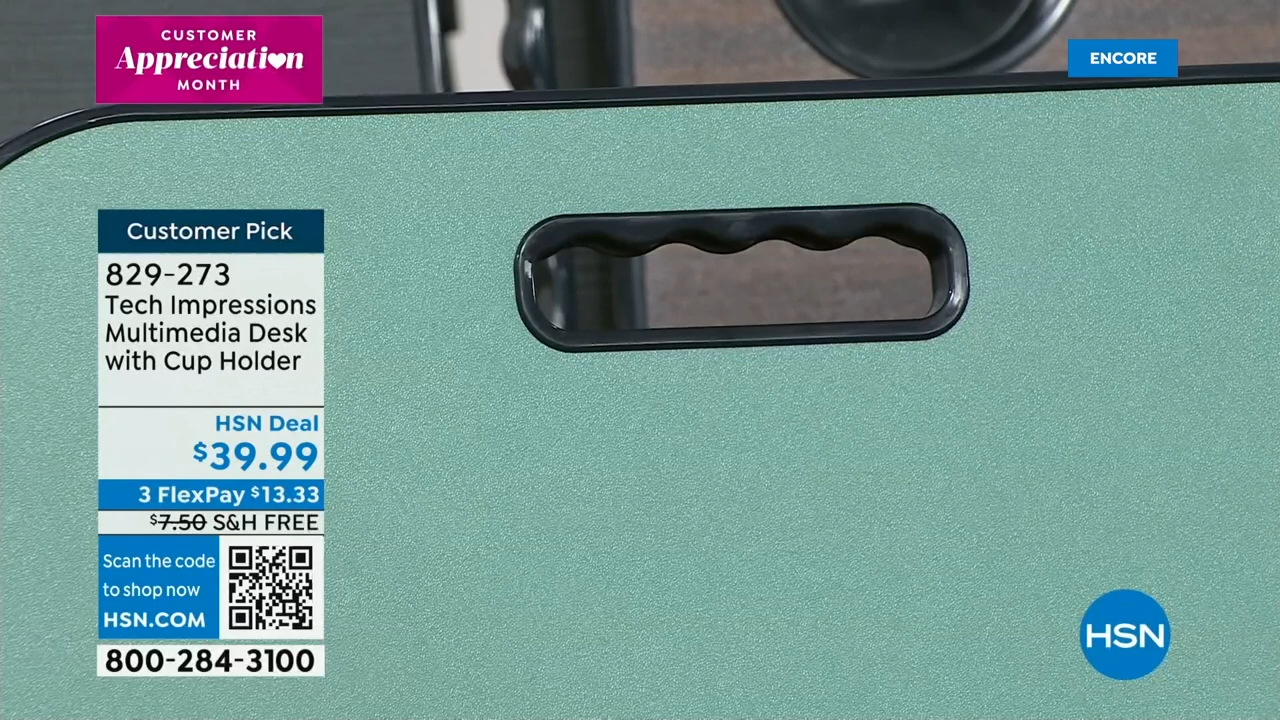 CUSTOMER
Appreciation
MONTH
ENCORE
Customer Pick
829-273
Tech Impressions
Multimedia Desk
with Cup Holder
HSN Deal
$39.99
3 FlexPay $13.33
$7.50 S&H FREE
Scan the code
to shop now
HSN.COM
800-284-3100
HSN